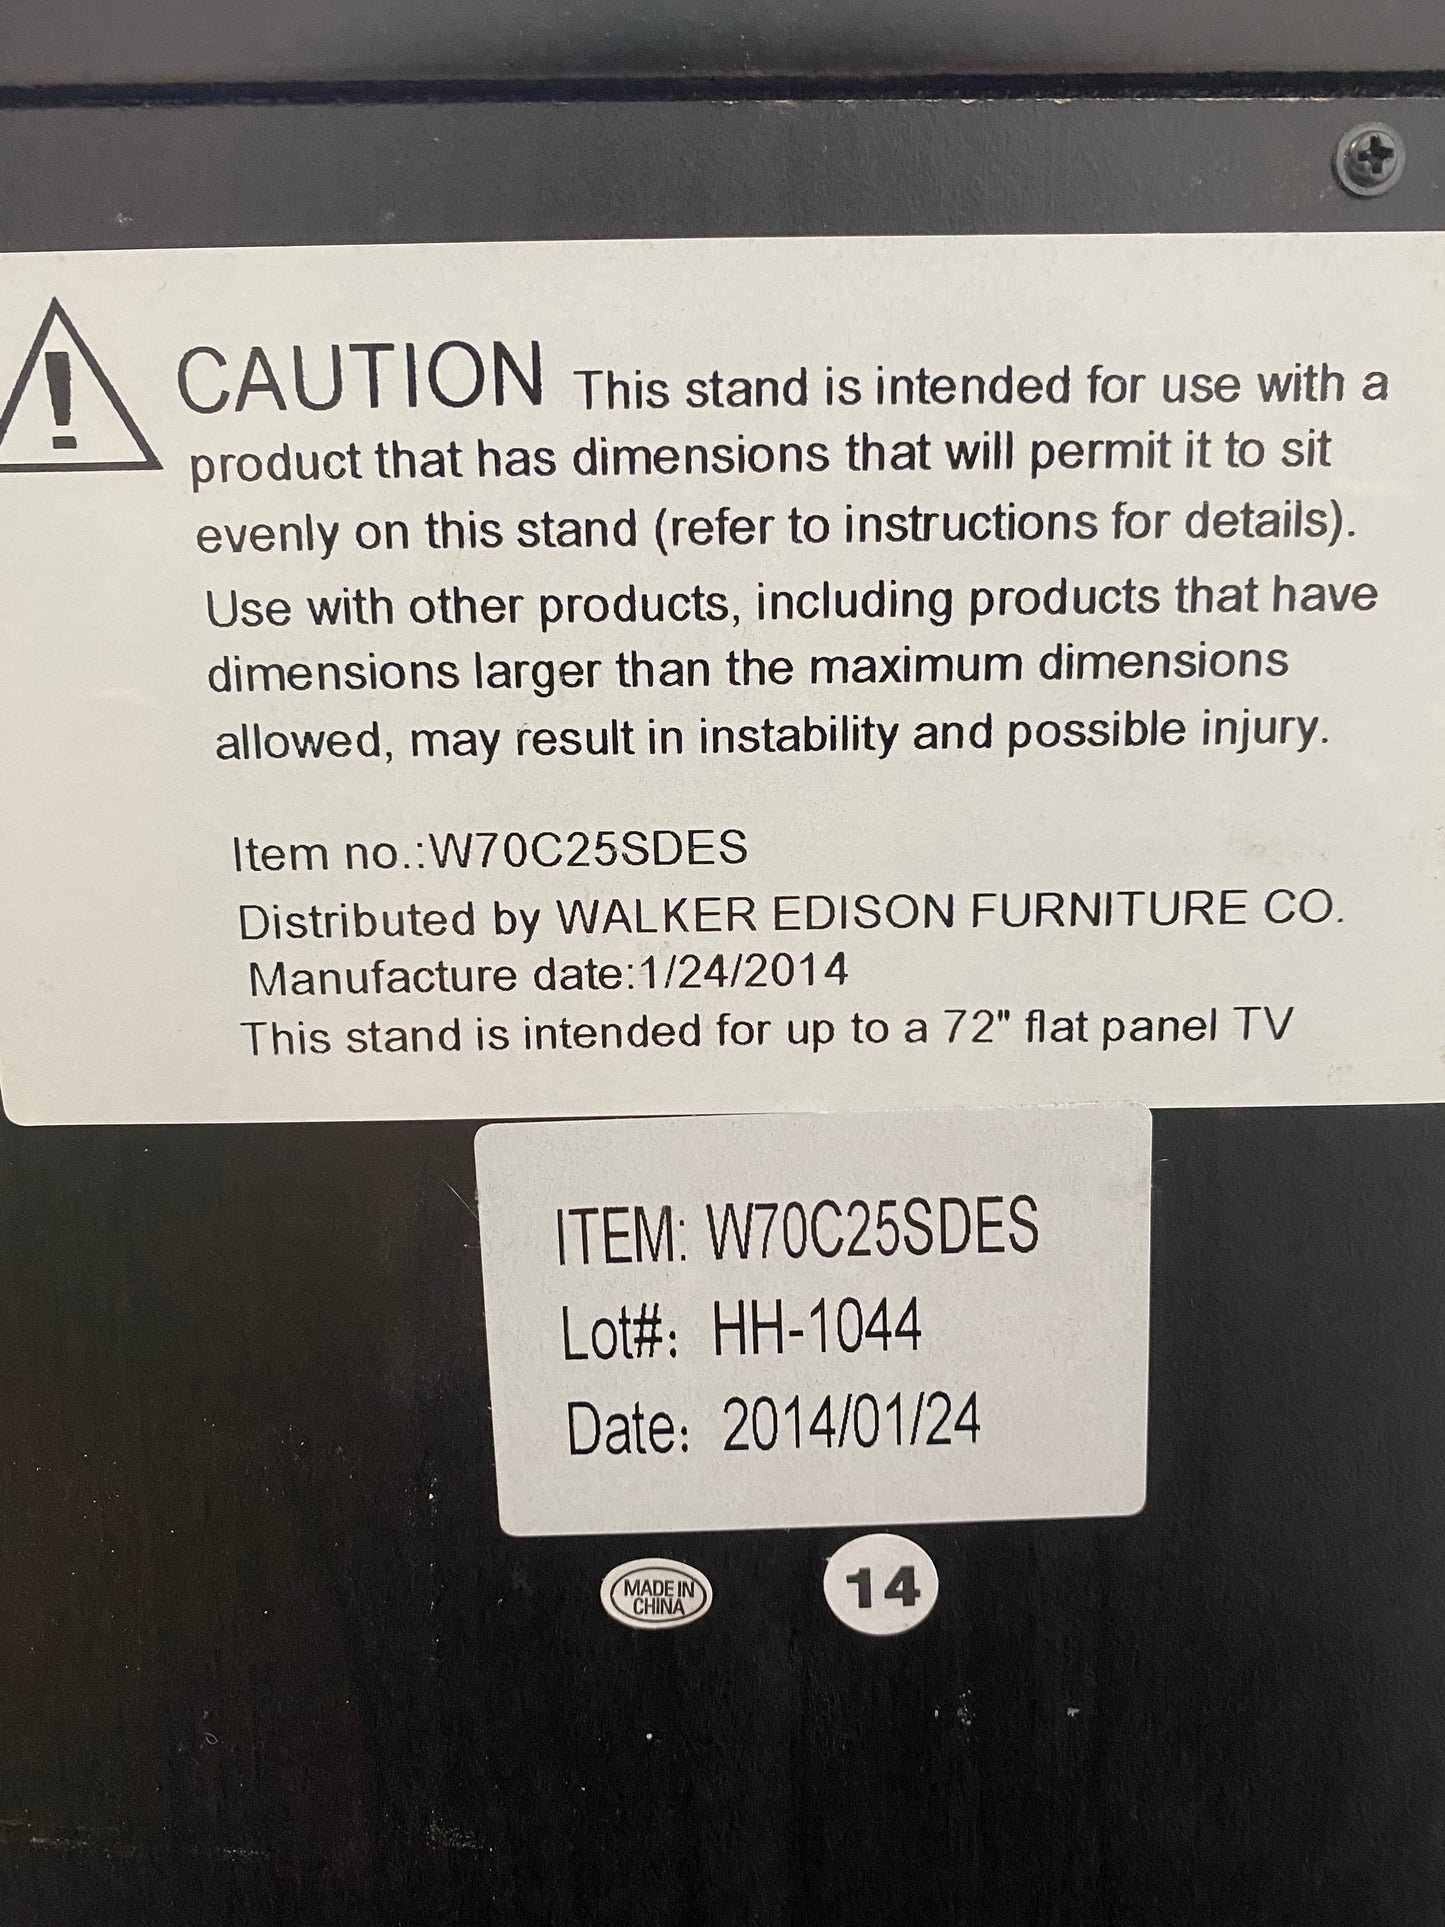 CAUTION This stand is intended for use with a
product that has dimensions that will permit it to sit
evenly on this stand (refer to instructions for details).
Use with other products, including products that have
dimensions larger than the maximum dimensions
allowed, may result in instability and possible injury.
Item no.:W70C25SDES
Distributed by WALKER EDISON FURNITURE CO.
Manufacture date:1/24/2014
This stand is intended for up to a 72" flat panel TV
ITEM: W70C25SDES
Lot#: HH-1044
Date: 2014/01/24
MADE IN
CHINA
14